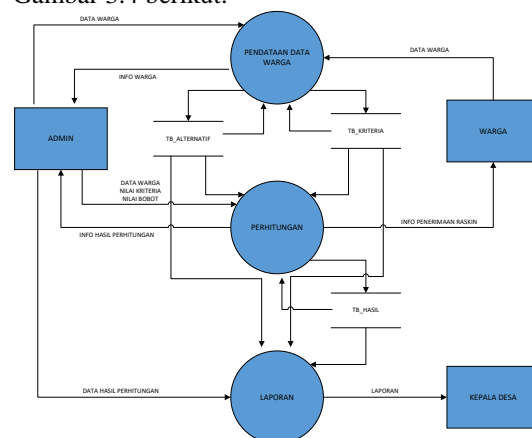 Gambar 3.4 berikut:
DATA WARGA
PENDATAAN DATA
WARGA
DATA WARGA
INFO WARGA
ADMIN
TB_ALTERNATIF
TB_KRITERIA
WARGA
DATA WARGA
NILAI KRITERIA
NILAI BOBOT
PERHITUNGAN
INFO HASIL PERHITUNGAN
INFO PENERIMAAN RASKIN
TB_HASIL
DATA HASIL PERHITUNGAN
LAPORAN
LAPORAN
KEPALA DESA